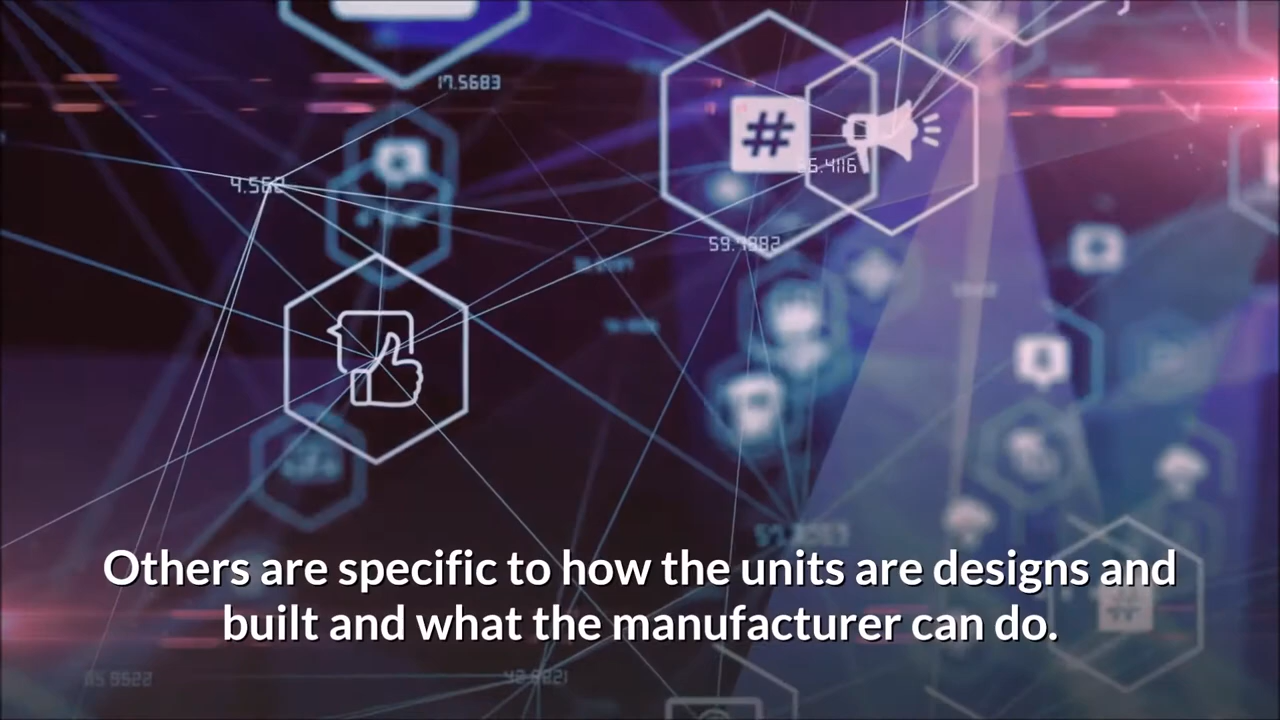 17.5683
4.562
#
59.7982
Others are specific to how the units are designs and
built and what the manufacturer can do.